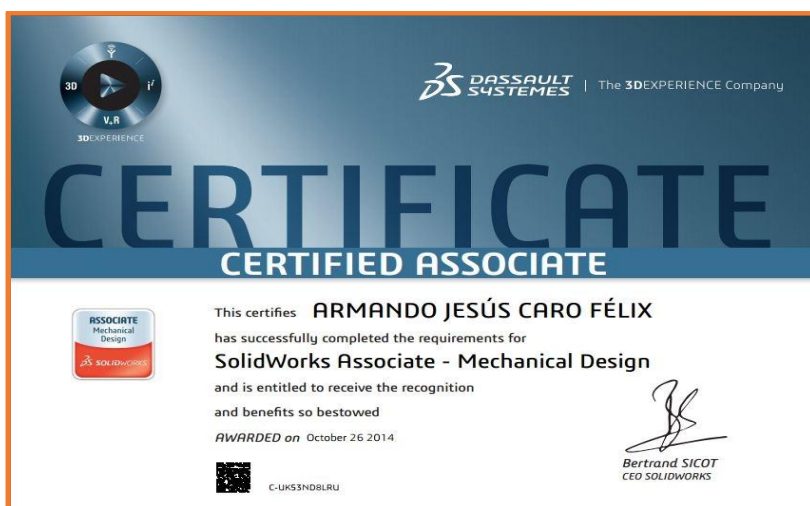 3D
V+R
3DEXPERIENCE
DASSAULT
SYSTEMES
The 3DEXPERIENCE Company
CERTIFICATE
CERTIFIED ASSOCIATE
ASSOCIATE
Mechanical
Design
SOLIDWORKS
This certifies ARMANDO JESÚS CARO FÉLIX
has successfully completed the requirements for
SolidWorks Associate - Mechanical Design
and is entitled to receive the recognition
and benefits so bestowed
AWARDED on October 26 2014
Bertrand SICOT
CEO SOLIDWORKS
C-UK53ND8LRU